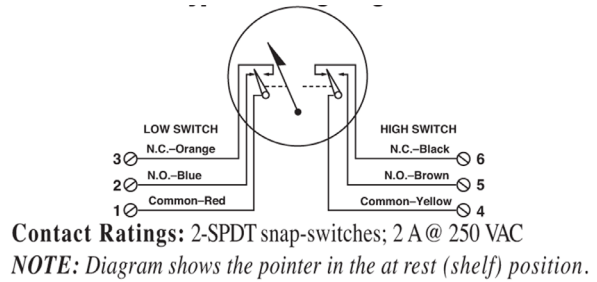 LOW SWITCH HIGH SWITCH
3 N.C.–Orange N.C.–Black 6
2 N.O.–Blue N.O.–Brown 5
1 Common–Red Common–Yellow 4
Contact Ratings: 2-SPDT snap-switches; 2 A@ 250 VAC
NOTE: Diagram shows the pointer in the at rest (shelf) position.